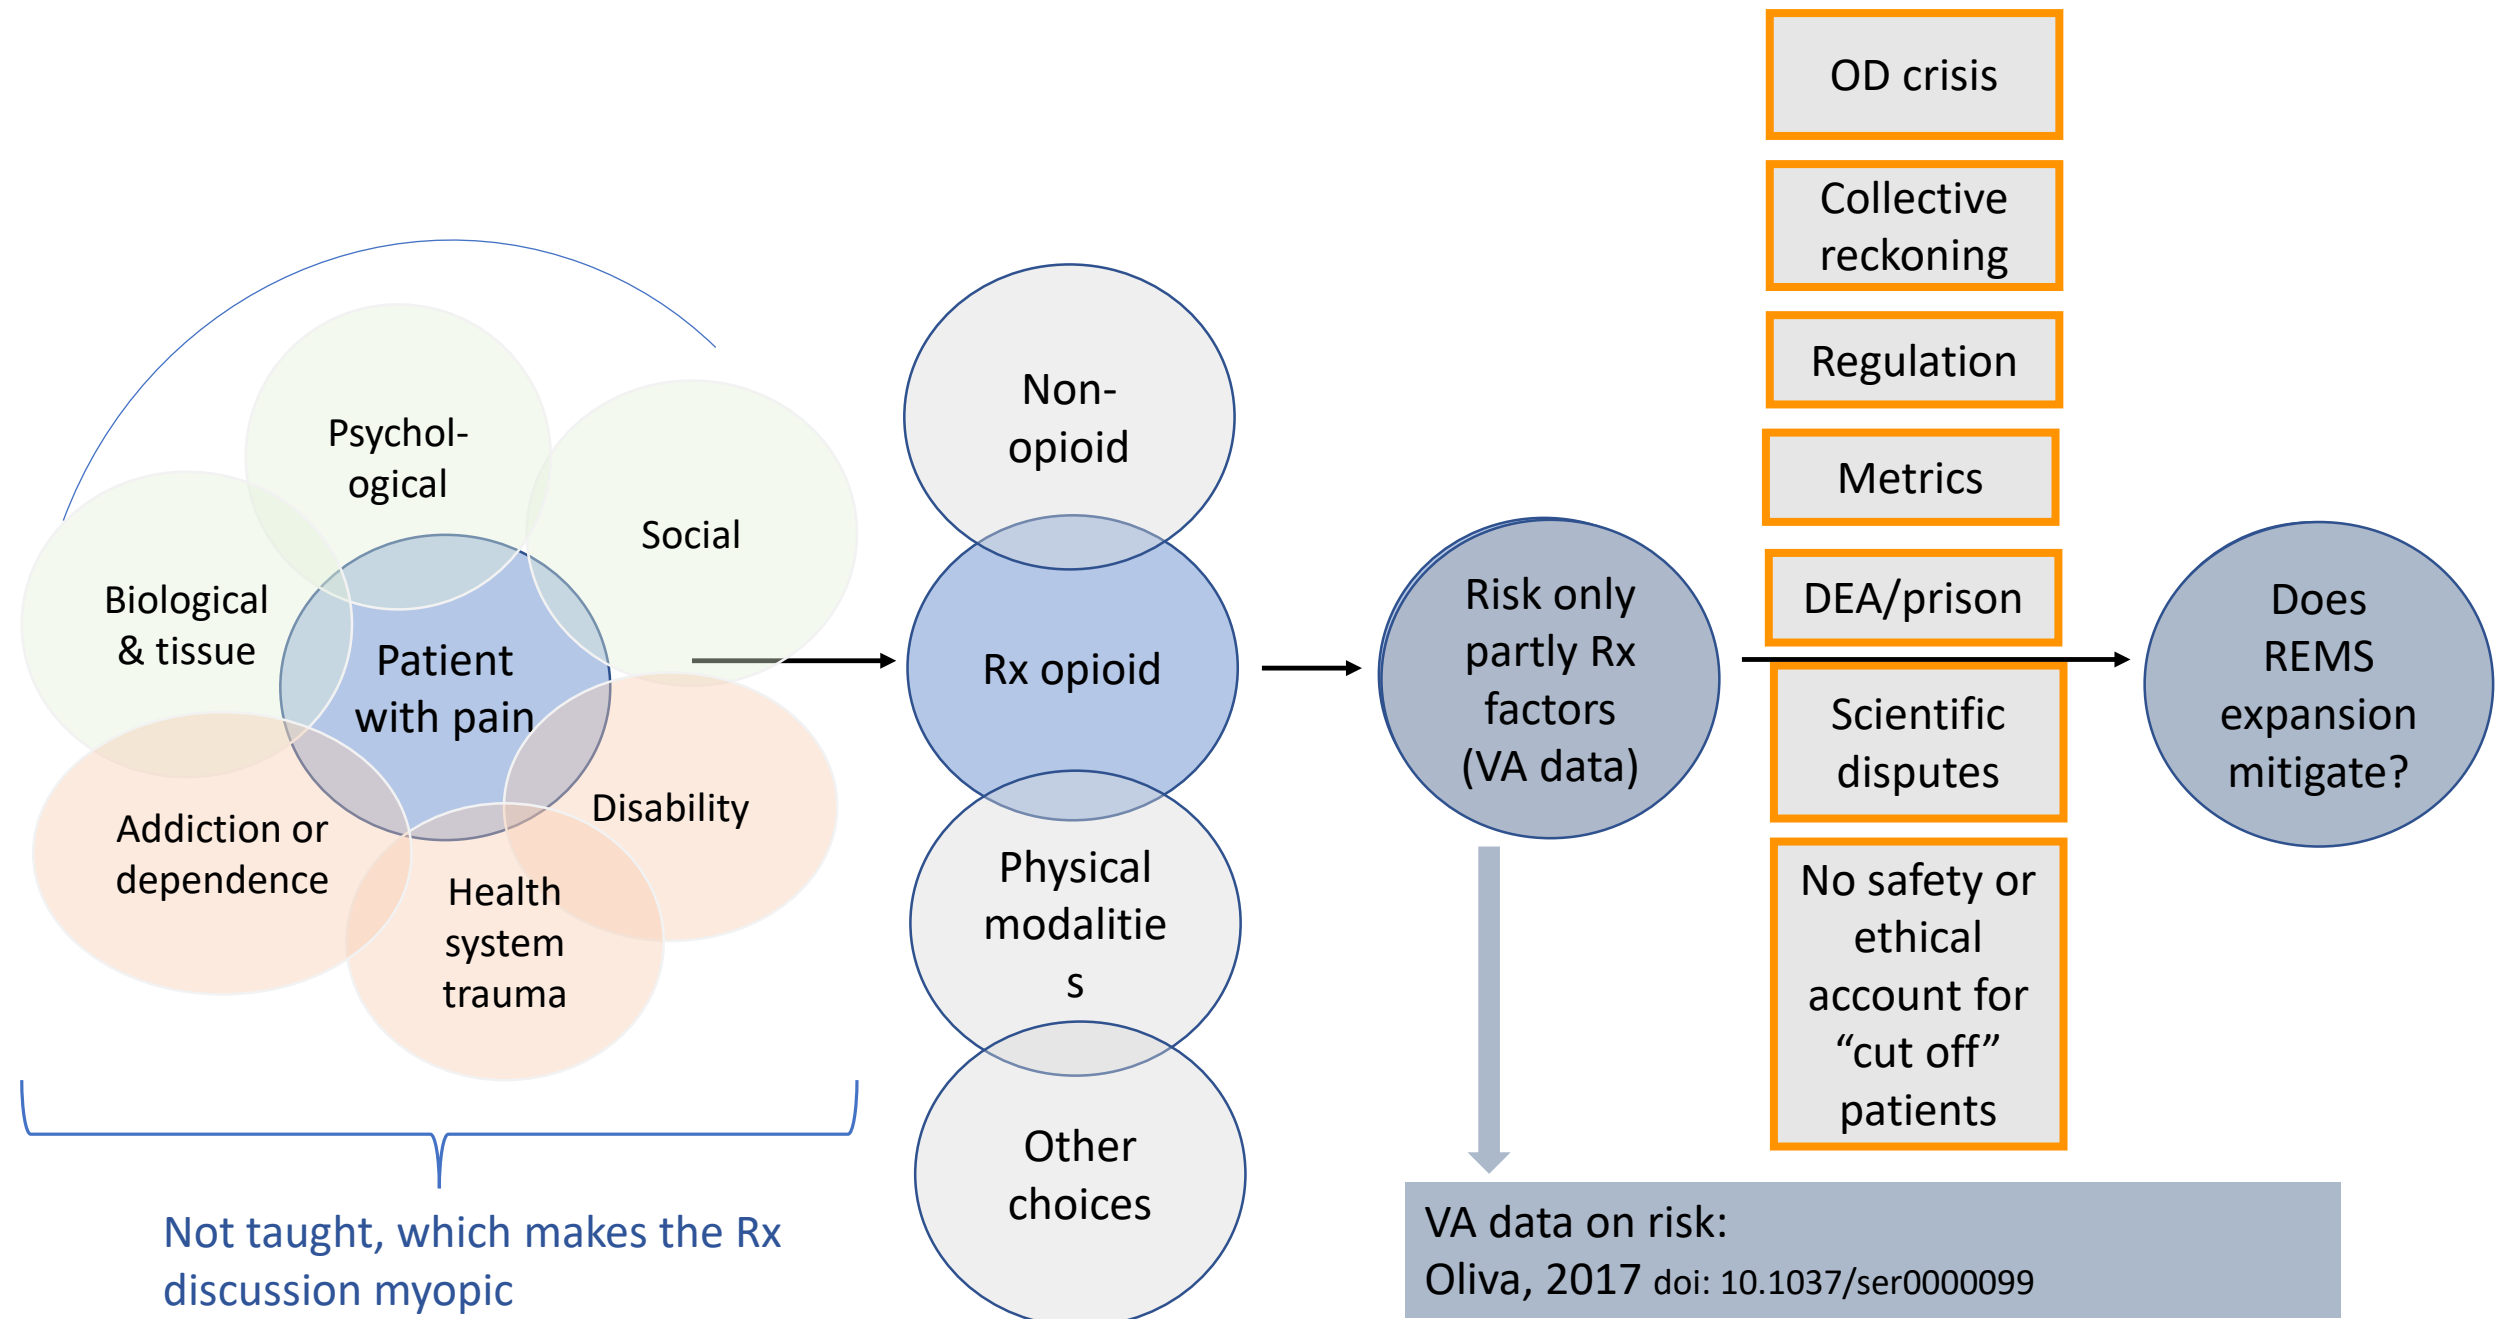 Psychol-
ogical
Social
Biological
& tissue
Patient
with pain
Addiction or
dependence
Health
system
trauma
Disability
Not taught, which makes the Rx
discussion myopic
Non-
opioid
Rx opioid
Physical
modalitie
s
Other
choices
Risk only
partly Rx
factors
(VA data)
VA data on risk:
Oliva, 2017 doi: 10.1037/ser0000099
OD crisis
Collective
reckoning
Regulation
Metrics
DEA/prison
Scientific
disputes
No safety or
ethical
account for
“cut off”
patients
Does
REMS
expansion
mitigate?